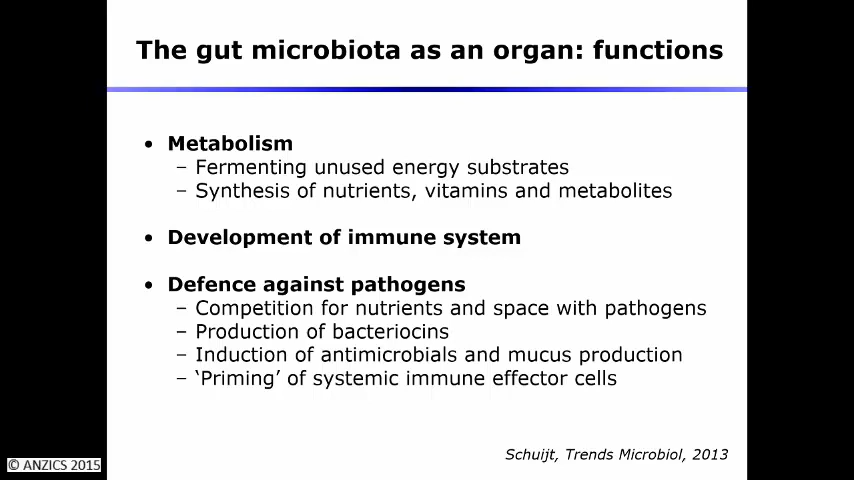 The gut microbiota as an organ: functions
• Metabolism
– Fermenting unused energy substrates
– Synthesis of nutrients, vitamins and metabolites
• Development of immune system
• Defence against pathogens
– Competition for nutrients and space with pathogens
– Production of bacteriocins
– Induction of antimicrobials and mucus production
– ‘Priming’ of systemic immune effector cells
Schuijt, Trends Microbiol, 2013
© ANZICS 2015